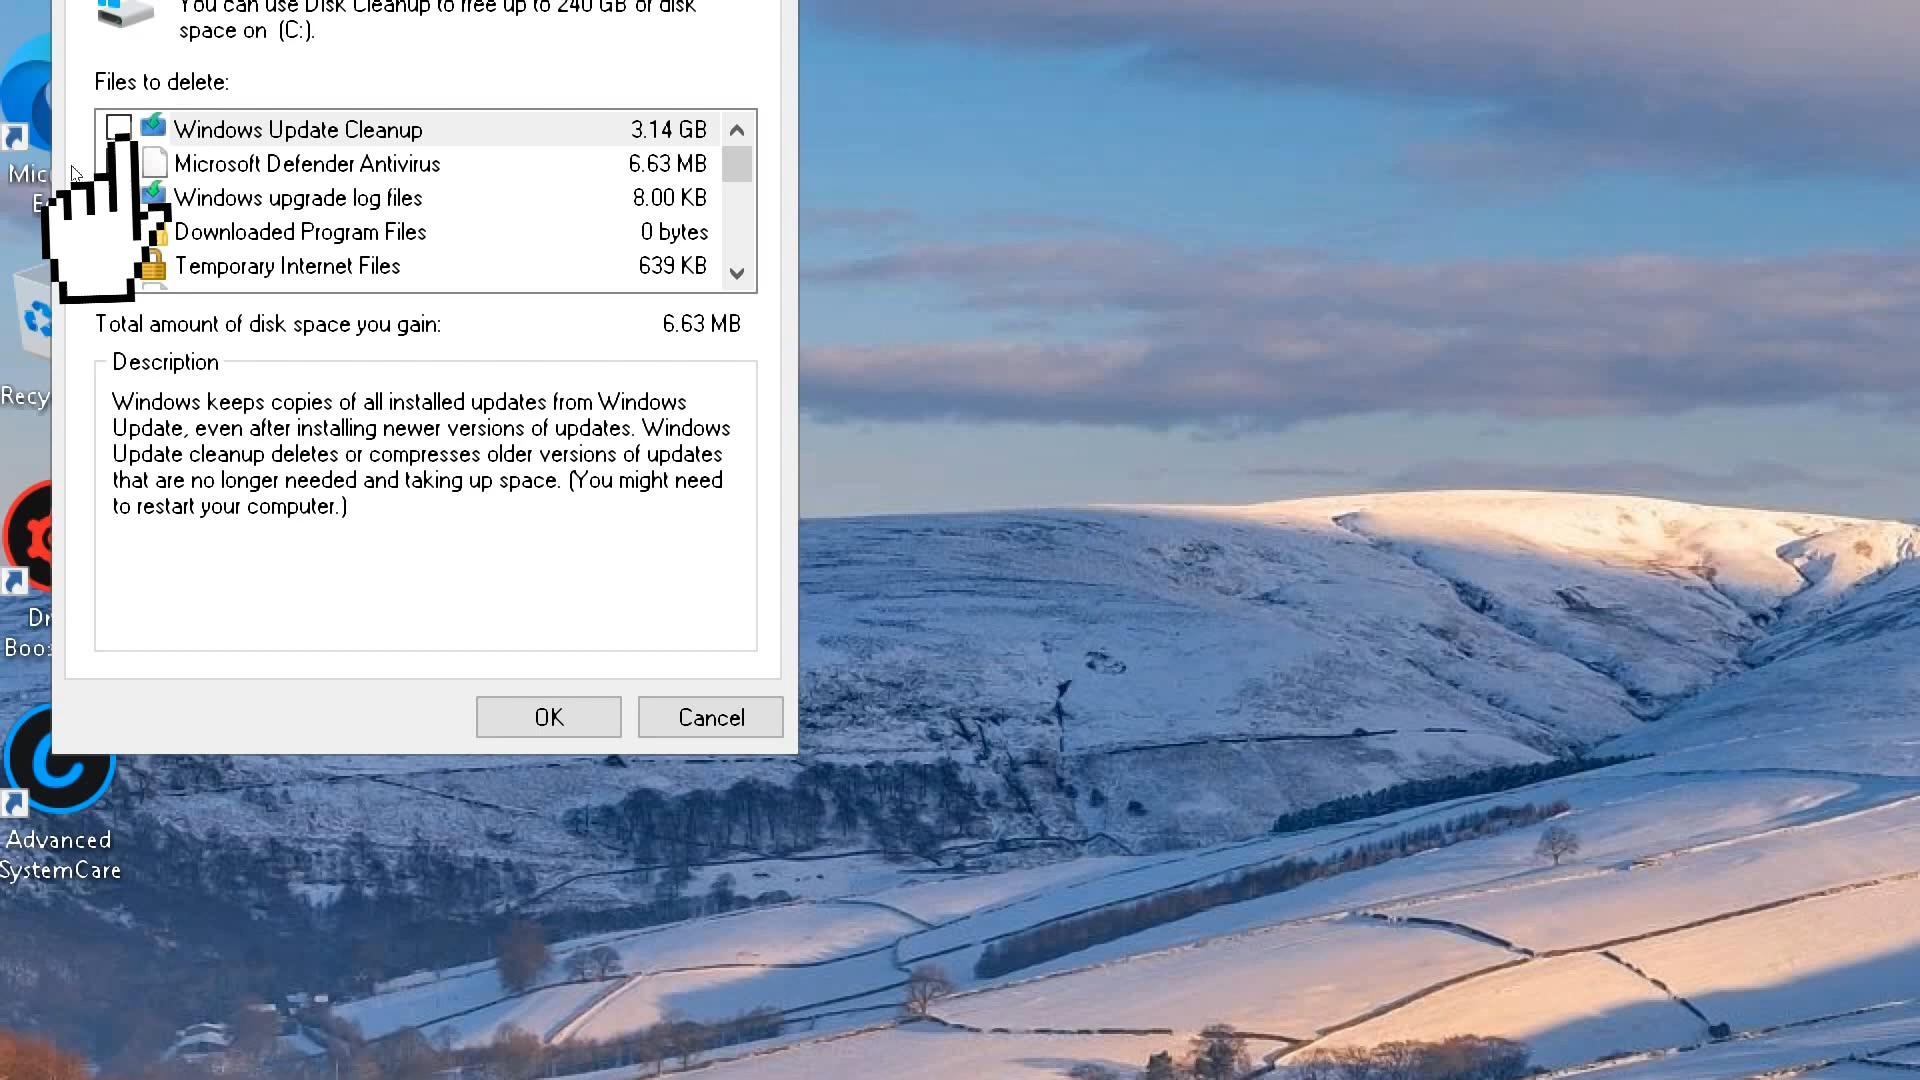 You can use Disk Cleanup to free up to 240 GB of disk
space on (C:).
Files to delete:
Windows Update Cleanup 3.14 GB
Microsoft Defender Antivirus 6.63 MB
Windows upgrade log files 8.00 KB
Downloaded Program Files 0 bytes
Temporary Internet Files 639 KB
Total amount of disk space you gain: 6.63 MB
Description
Windows keeps copies of all installed updates from Windows
Update, even after installing newer versions of updates. Windows
Update cleanup deletes or compresses older versions of updates
that are no longer needed and taking up space. (You might need
to restart your computer.)
OK Cancel
Mic
E
Recy
Dr
Boos
Advanced
SystemCare